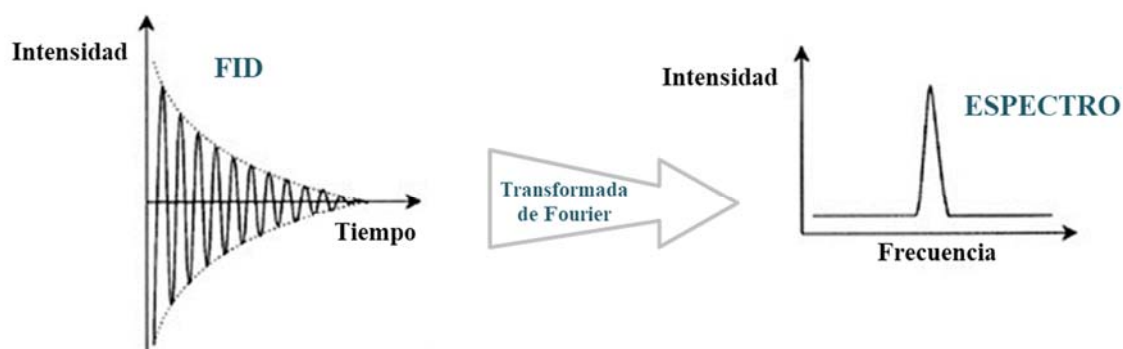 Intensidad
FID
Tiempo
Transformada
de Fourier
Intensidad
ESPECTRO
Frecuencia